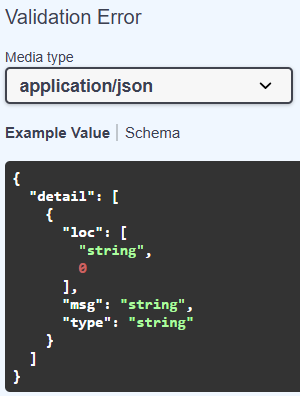 Validation Error
Media type
application/json
Example Value | Schema
{
  "detail": [
    {
      "loc": [
        "string",
        0
      ],
      "msg": "string",
      "type": "string"
    }
  ]
}